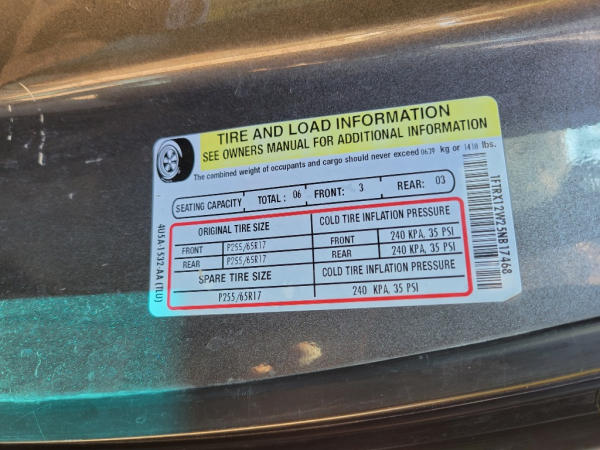 TIRE AND LOAD INFORMATION
SEE OWNERS MANUAL FOR ADDITIONAL INFORMATION
The combined weight of occupants and cargo should never exceed 0639 kg or 1410 lbs.
SEATING CAPACITY TOTAL: 06 FRONT: 3 REAR: 03
ORIGINAL TIRE SIZE COLD TIRE INFLATION PRESSURE
FRONT P255/65R17 FRONT 240 KPA, 35 PSI
REAR P255/65R17 REAR 240 KPA, 35 PSI
SPARE TIRE SIZE COLD TIRE INFLATION PRESSURE
P255/65R17 240 KPA, 35 PSI
4U5A-1532-AA (TLU)
1FTRX12W25NB17468